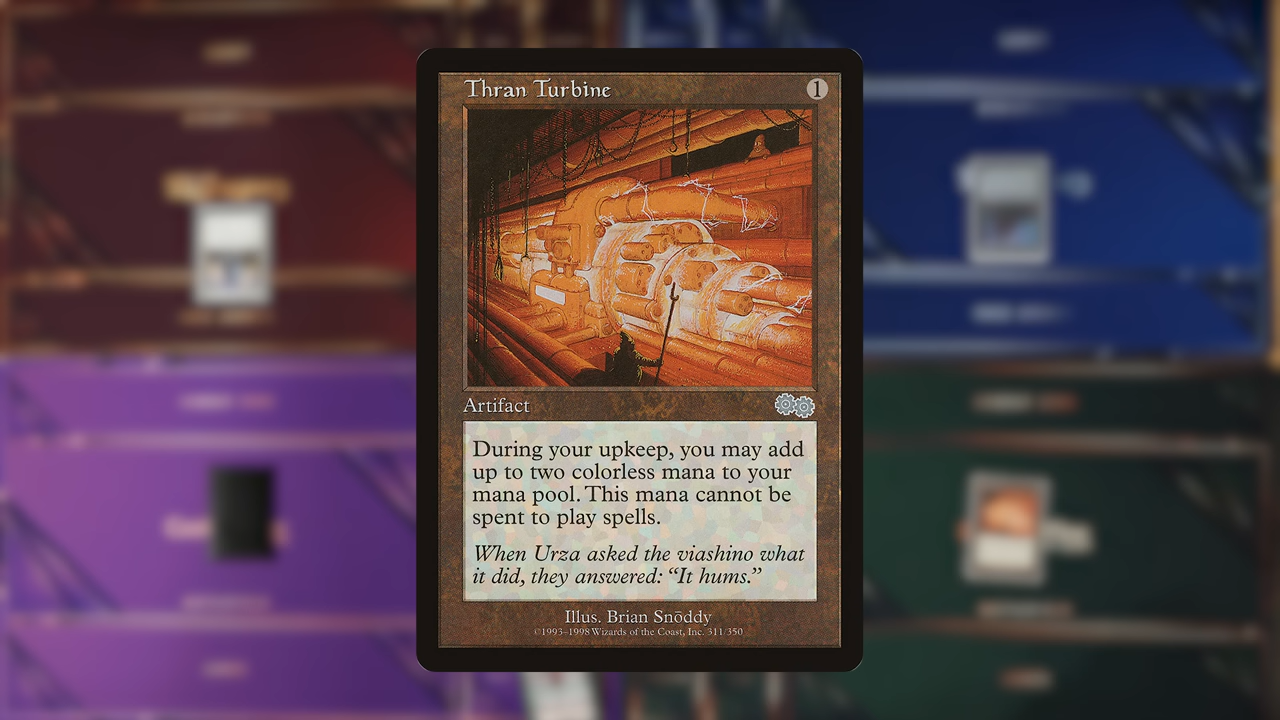 Thran Turbine 1
Artifact
During your upkeep, you may add
up to two colorless mana to your
mana pool. This mana cannot be
spent to play spells.
When Urza asked the viashino what
it did, they answered: “It hums.”
Illus. Brian Snōddy
©1993–1998 Wizards of the Coast, Inc. 311/350